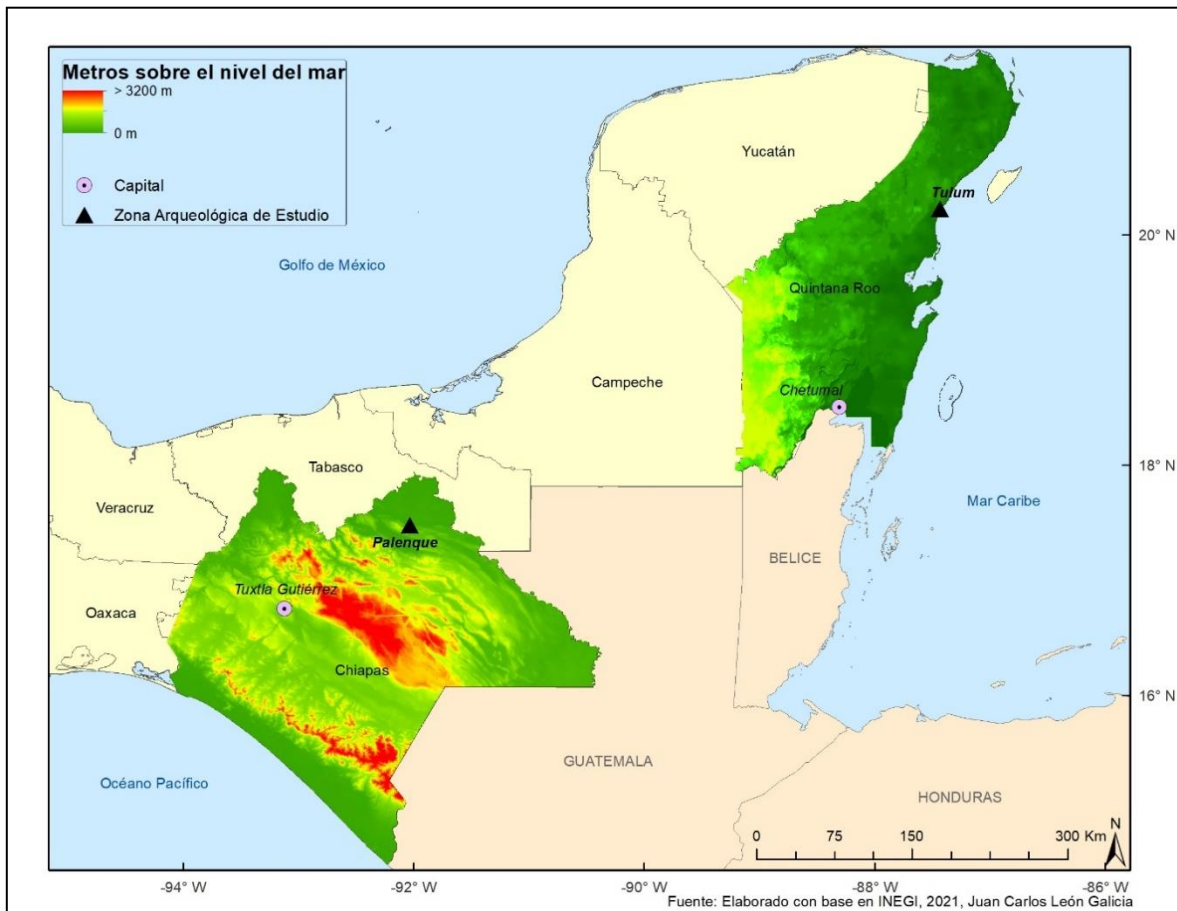 Metros sobre el nivel del mar
> 3200 m
0 m
Capital
Zona Arqueológica de Estudio
Yucatán
Tulum
20° N
Golfo de México
Quintana Roo
Campeche
Chetumal
18° N
Tabasco
Mar Caribe
Veracruz
Palenque
BELICE
Tuxtla Gutiérrez
Oaxaca
Chiapas
16° N
GUATEMALA
Océano Pacífico
HONDURAS
N
0 75 150 300 Km
-94° W -92° W -90° W -88° W -86° W
Fuente: Elaborado con base en INEGI, 2021, Juan Carlos León Galicia